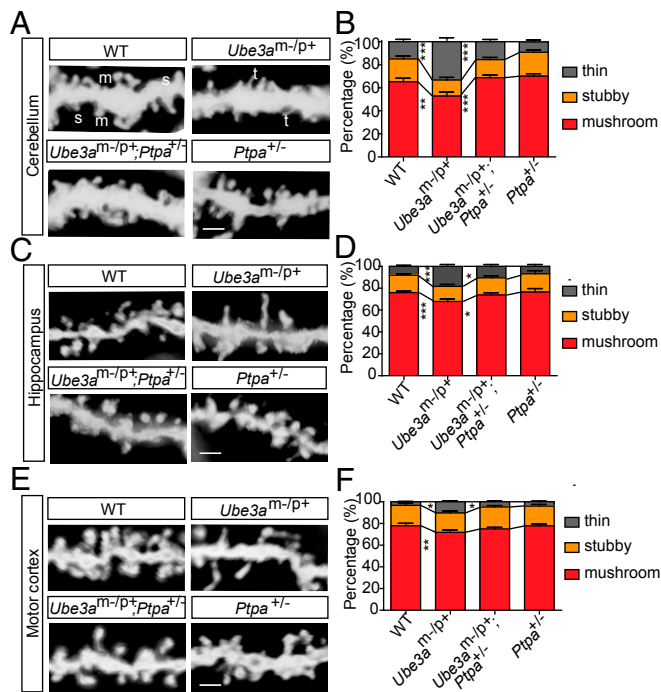 A
WT
Ube3a^m-/p+
m
s
t
s
m
t
Cerebellum
Ube3a^m-/p+;Ptpa^+/-
Ptpa^+/-
B
Percentage (%)
100
80
60
40
20
0
***
***
**
***
thin
stubby
mushroom
WT
Ube3a^m-/p+
Ube3a^m-/p+;
Ptpa^+/-
Ptpa^+/-
C
WT
Ube3a^m-/p+
Hippocampus
Ube3a^m-/p+;Ptpa^+/-
Ptpa^+/-
D
Percentage (%)
100
80
60
40
20
0
***
*
***
*
thin
stubby
mushroom
WT
Ube3a^m-/p+
Ube3a^m-/p+;
Ptpa^+/-
Ptpa^+/-
E
WT
Ube3a^m-/p+
Motor cortex
Ube3a^m-/p+;Ptpa^+/-
Ptpa^+/-
F
Percentage (%)
100
80
60
40
20
0
*
*
**
thin
stubby
mushroom
WT
Ube3a^m-/p+
Ube3a^m-/p+;
Ptpa^+/-
Ptpa^+/-